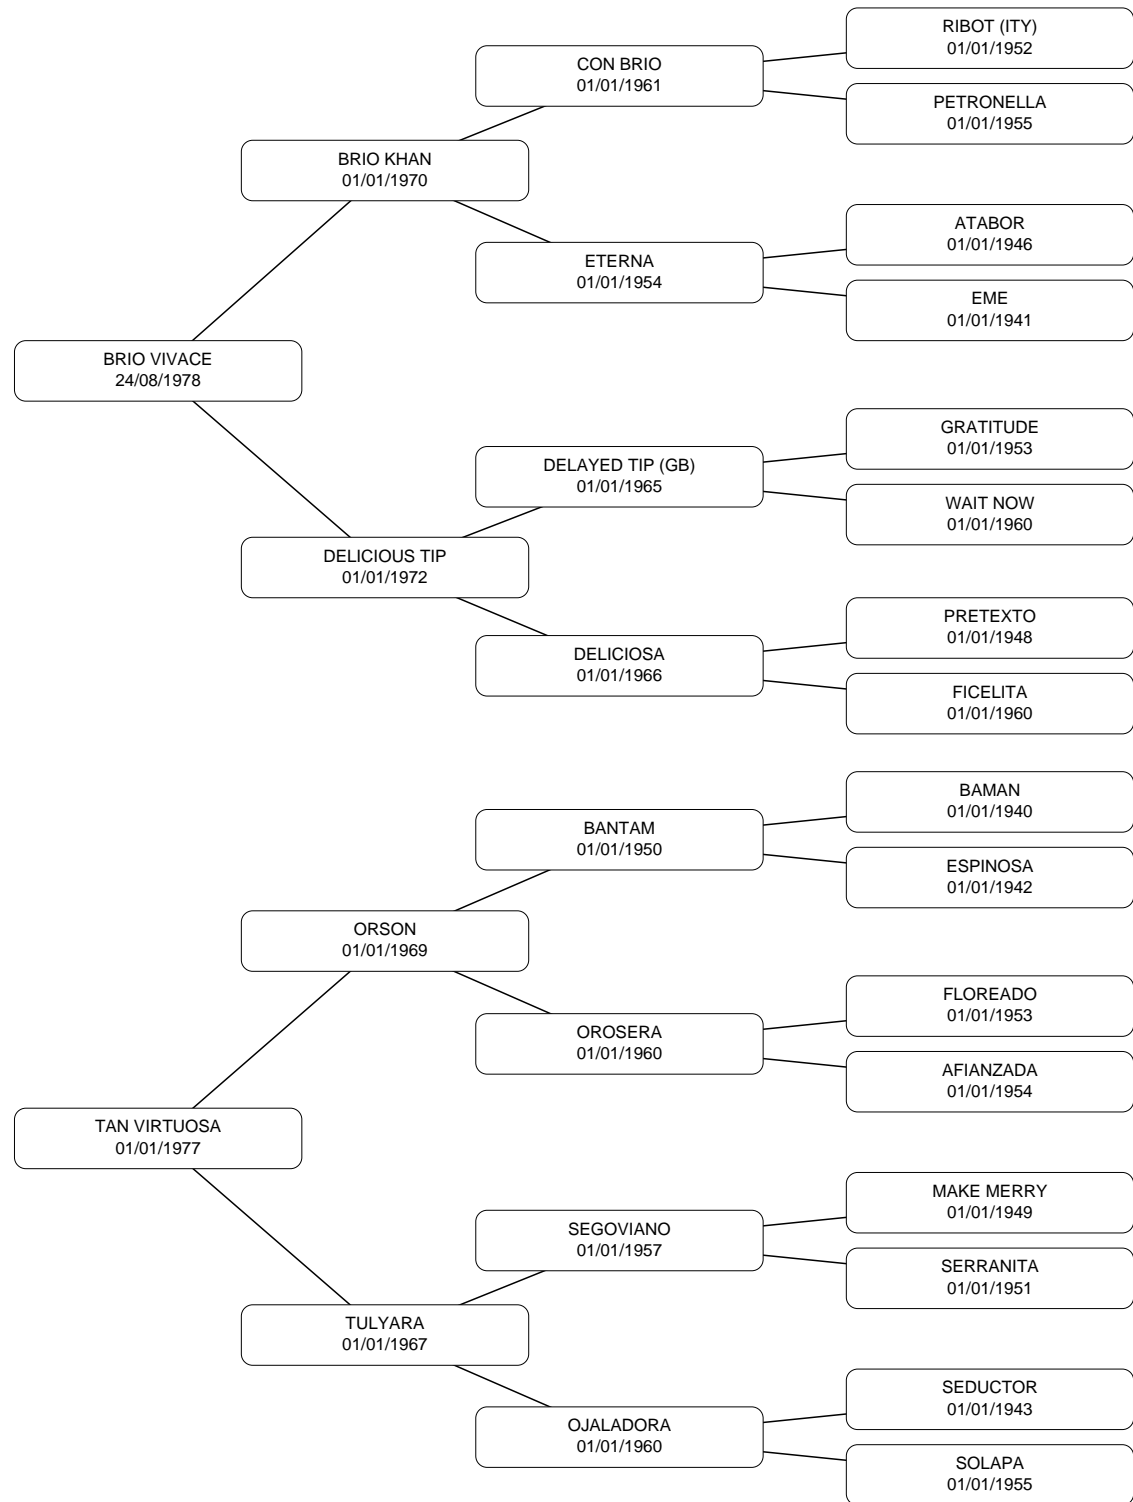 RIBOT (ITY)
01/01/1952
CON BRIO
01/01/1961
PETRONELLA
01/01/1955
BRIO KHAN
01/01/1970
ATABOR
01/01/1946
ETERNA
01/01/1954
EME
01/01/1941
BRIO VIVACE
24/08/1978
GRATITUDE
01/01/1953
DELAYED TIP (GB)
01/01/1965
WAIT NOW
01/01/1960
DELICIOUS TIP
01/01/1972
PRETEXTO
01/01/1948
DELICIOSA
01/01/1966
FICELITA
01/01/1960
BAMAN
01/01/1940
BANTAM
01/01/1950
ESPINOSA
01/01/1942
ORSON
01/01/1969
FLOREADO
01/01/1953
OROSERA
01/01/1960
AFIANZADA
01/01/1954
TAN VIRTUOSA
01/01/1977
MAKE MERRY
01/01/1949
SEGOVIANO
01/01/1957
SERRANITA
01/01/1951
TULYARA
01/01/1967
SEDUCTOR
01/01/1943
OJALADORA
01/01/1960
SOLAPA
01/01/1955